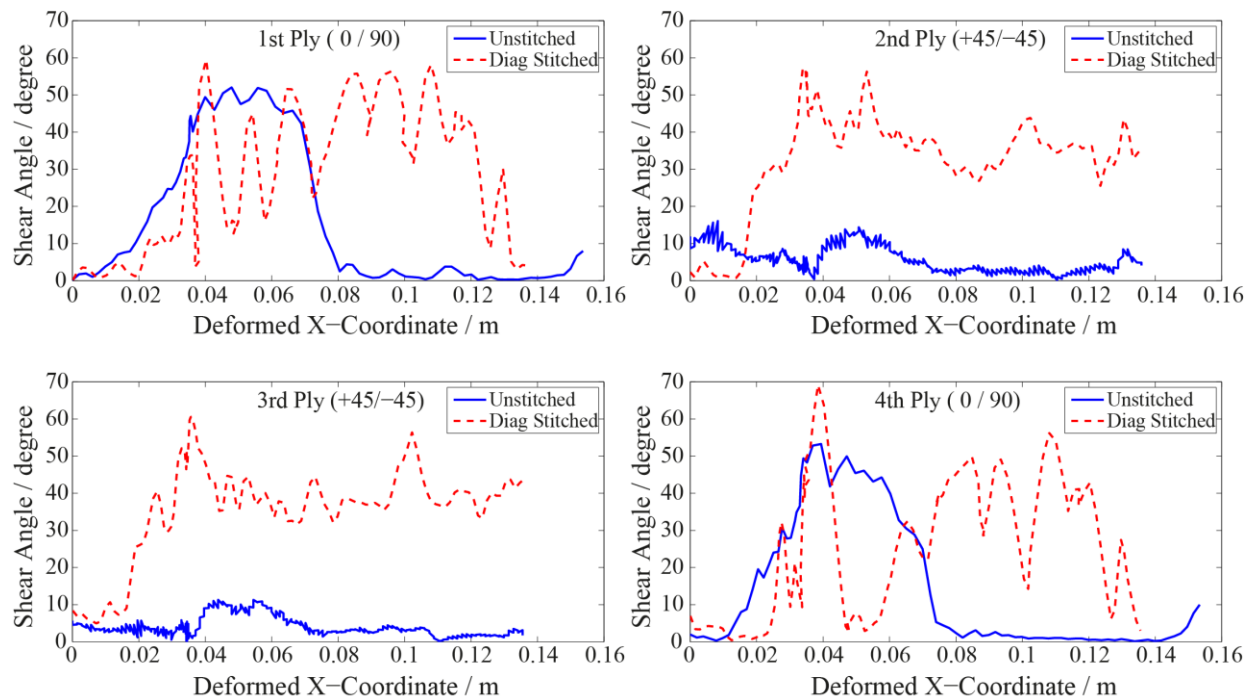 70
60
50
40
30
20
10
0
Shear Angle / degree
1st Ply ( 0 / 90)
Unstitched
Diag Stitched
0 0.02 0.04 0.06 0.08 0.1 0.12 0.14 0.16
Deformed X−Coordinate / m
70
60
50
40
30
20
10
0
Shear Angle / degree
2nd Ply (+45/−45)
Unstitched
Diag Stitched
0 0.02 0.04 0.06 0.08 0.1 0.12 0.14 0.16
Deformed X−Coordinate / m
70
60
50
40
30
20
10
0
Shear Angle / degree
3rd Ply (+45/−45)
Unstitched
Diag Stitched
0 0.02 0.04 0.06 0.08 0.1 0.12 0.14 0.16
Deformed X−Coordinate / m
70
60
50
40
30
20
10
0
Shear Angle / degree
4th Ply ( 0 / 90)
Unstitched
Diag Stitched
0 0.02 0.04 0.06 0.08 0.1 0.12 0.14 0.16
Deformed X−Coordinate / m